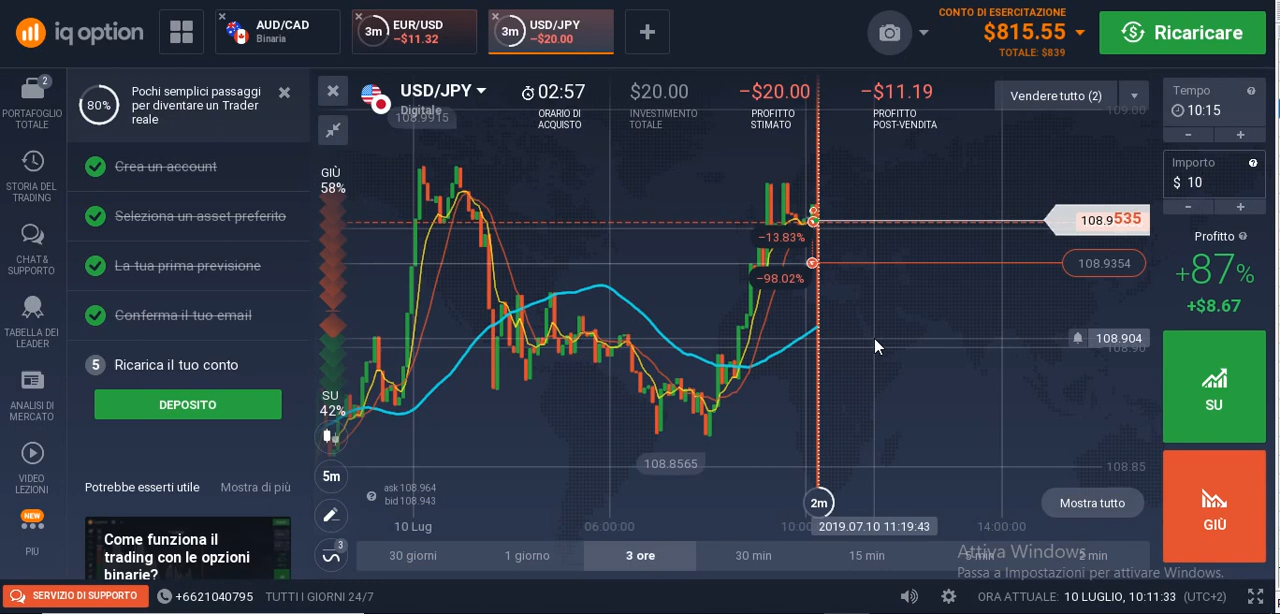 iq option
AUD/CAD
Binaria
3m
EUR/USD
−$11.32
3m
USD/JPY
−$20.00
CONTO DI ESERCITAZIONE
$815.55
TOTALE: $839
Ricaricare
2
PORTAFOGLIO
TOTALE
STORIA DEL
TRADING
CHAT &
SUPPORTO
TABELLA DEI
LEADER
ANALISI DI
MERCATO
VIDEO
LEZIONI
NEW
PIU
80%
Pochi semplici passaggi
per diventare un Trader
reale
Crea un account
Seleziona un asset preferito
La tua prima previsione
Conferma il tuo email
5 Ricarica il tuo conto
DEPOSITO
Potrebbe esserti utile Mostra di più
Come funziona il
trading con le opzioni
binarie?
USD/JPY
Digitale
108.9915
02:57
ORARIO DI
ACQUISTO
$20.00
INVESTIMENTO
TOTALE
−$20.00
PROFITTO
STIMATO
−$11.19
PROFITTO
POST-VENDITA
Vendere tutto (2)
109.00
GIÙ
58%
SU
42%
−13.83%
−98.02%
108.9535
108.9354
108.904
108.90
108.8565
108.85
5m
ask 108.964
bid 108.943
2m
Mostra tutto
10 Lug
06:00:00
10:00
2019.07.10 11:19:43
14:00:00
3
30 giorni
1 giorno
3 ore
30 min
15 min
5 min
2 min
Tempo
10:15
− +
Importo
$ 10
− +
Profitto
+87%
+$8.67
SU
GIÙ
Attiva Windows
Passa a Impostazioni per attivare Windows.
SERVIZIO DI SUPPORTO
+6621040795
TUTTI I GIORNI 24/7
ORA ATTUALE: 10 LUGLIO, 10:11:33 (UTC+2)